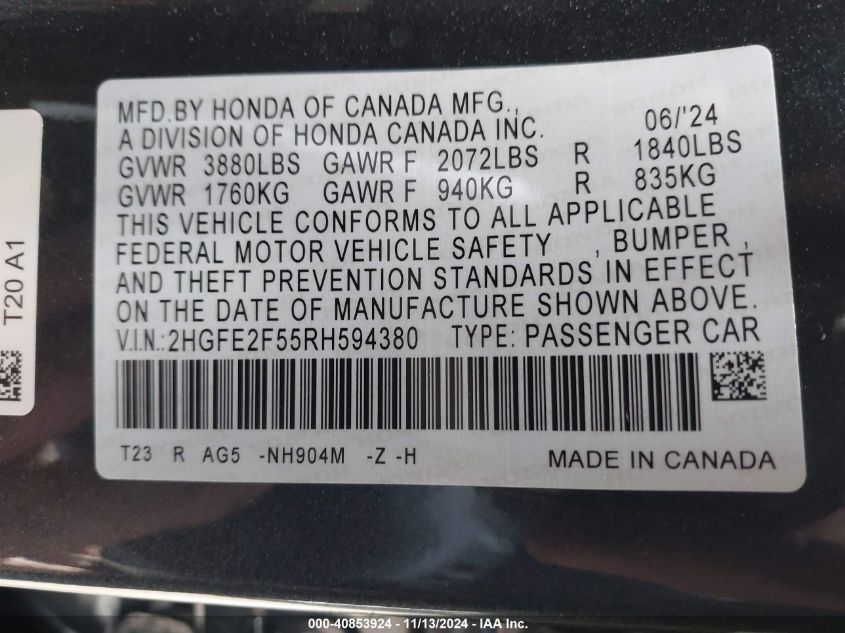 MFD.BY HONDA OF CANADA MFG.,
A DIVISION OF HONDA CANADA INC. 06/'24
GVWR 3880LBS GAWR F 2072LBS R 1840LBS
GVWR 1760KG GAWR F 940KG R 835KG
THIS VEHICLE CONFORMS TO ALL APPLICABLE
FEDERAL MOTOR VEHICLE SAFETY , BUMPER ,
AND THEFT PREVENTION STANDARDS IN EFFECT
ON THE DATE OF MANUFACTURE SHOWN ABOVE.
V.I.N.:2HGFE2F55RH594380 TYPE: PASSENGER CAR
T23 R AG5 -NH904M -Z -H MADE IN CANADA
T20 A1
000-40853924 - 11/13/2024 - IAA Inc.